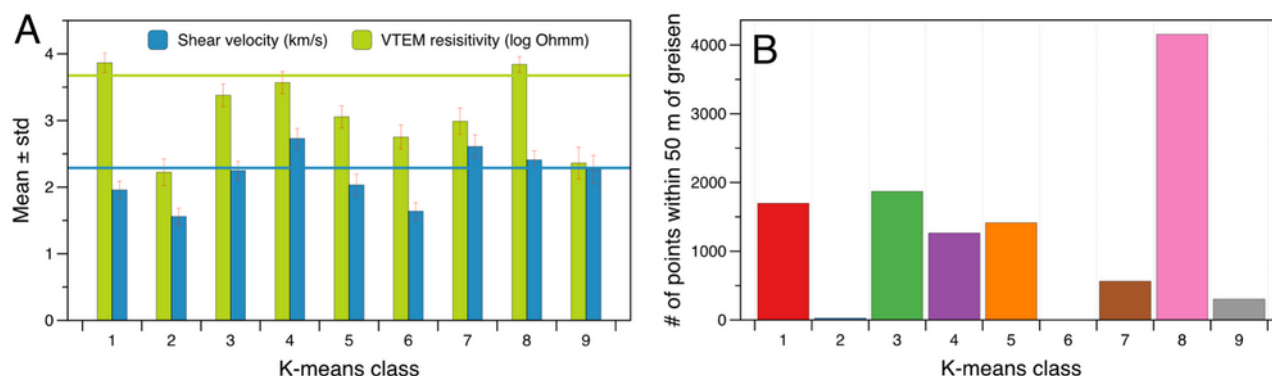 A
Shear velocity (km/s)
VTEM resisitivity (log Ohmm)
Mean ± std
4
3
2
1
0
1 2 3 4 5 6 7 8 9
K-means class
B
# of points within 50 m of greisen
4000
3000
2000
1000
0
1 2 3 4 5 6 7 8 9
K-means class